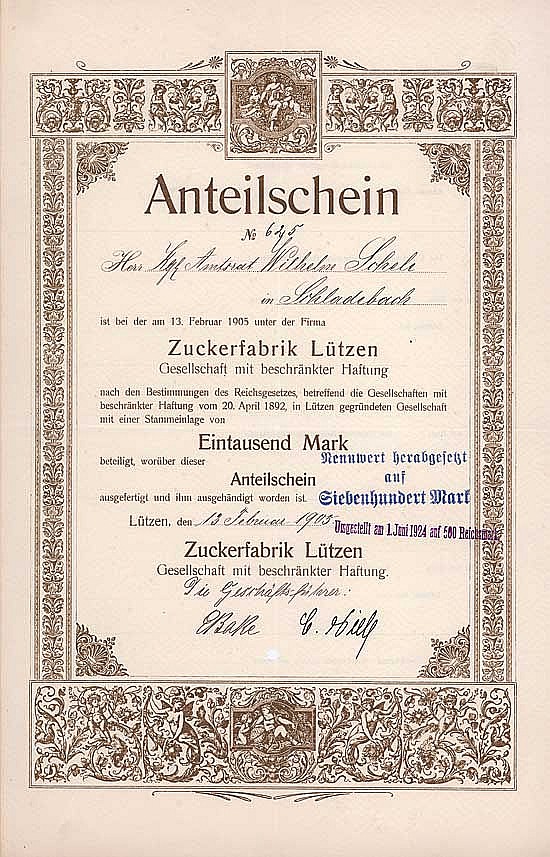 Anteilschein
№ 645
Herr Kgl. Amtsrat Wilhelm Schele
in Schladebach
ist bei der am 13. Februar 1905 unter der Firma
Zuckerfabrik Lützen
Gesellschaft mit beschränkter Haftung
nach den Bestimmungen des Reichsgesetzes, betreffend die Gesellschaften mit
beschränkter Haftung vom 20. April 1892, in Lützen gegründeten Gesellschaft
mit einer Stammeinlage von
Eintausend Mark
beteiligt, worüber dieser
Nennwert herabgesetzt
auf
Siebenhundert Mark
Anteilschein
ausgefertigt und ihm ausgehändigt worden ist.
Lützen, den 13 Februar 1905.
Umgestellt am 1. Juni 1924 auf 500 Reichsmark
Zuckerfabrik Lützen
Gesellschaft mit beschränkter Haftung.
Die Geschäftsführer: